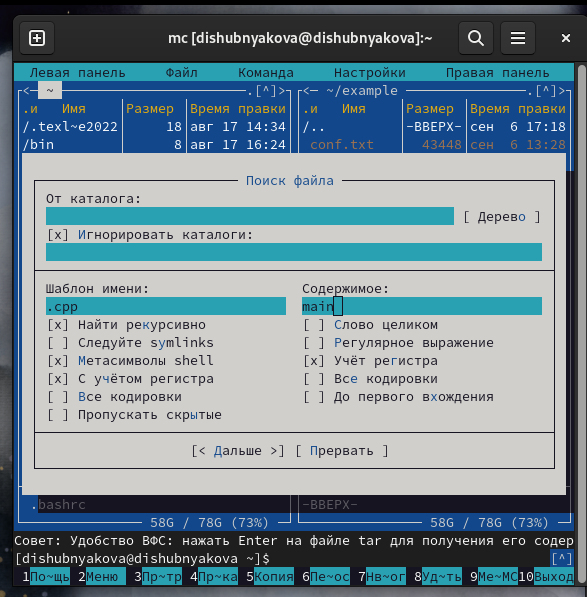 mc [dishubnyakova@dishubnyakova]:~
Левая панель Файл Команда Настройки Правая панель
<─ ~ ─.[^]> <─ ~/example ─.[^]>
.и Имя Размер Время правки .и Имя Размер Время правки
/.texl~e2022 18 авг 17 14:34 /.. -ВВЕРХ- сен 6 17:18
/bin 8 авг 17 16:24 conf.txt 43448 сен 6 13:28
Поиск файла
От каталога:
[ Дерево ]
[x] Игнорировать каталоги:
Шаблон имени: Содержимое:
.cpp main
[x] Найти рекурсивно [ ] Слово целиком
[ ] Следуйте symlinks [ ] Регулярное выражение
[x] Метасимволы shell [x] Учёт регистра
[x] С учётом регистра [ ] Все кодировки
[ ] Все кодировки [ ] До первого вхождения
[ ] Пропускать скрытые
[< Дальше >] [ Прервать ]
.bashrc -ВВЕРХ-
58G / 78G (73%) 58G / 78G (73%)
Совет: Удобство ВФС: нажать Enter на файле tar для получения его содер
[dishubnyakova@dishubnyakova ~]$ [^]
1По~щь 2Меню 3Пр~тр 4Пр~ка 5Копия 6Пе~ос 7Нв~ог 8Уд~ть 9Ме~МС10Выход